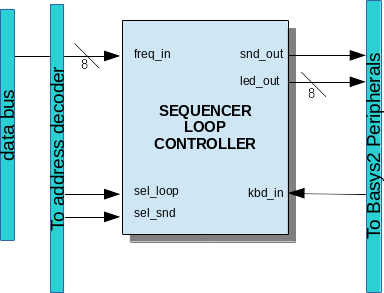 data bus
To address decoder
freq_in
8
sel_loop
sel_snd
SEQUENCER
LOOP
CONTROLLER
snd_out
led_out
8
kbd_in
To Basys2 Peripherals